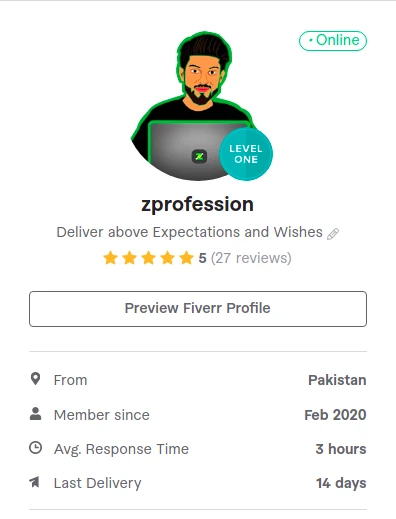 Online
LEVEL
ONE
zprofession
Deliver above Expectations and Wishes
5 (27 reviews)
Preview Fiverr Profile
From Pakistan
Member since Feb 2020
Avg. Response Time 3 hours
Last Delivery 14 days